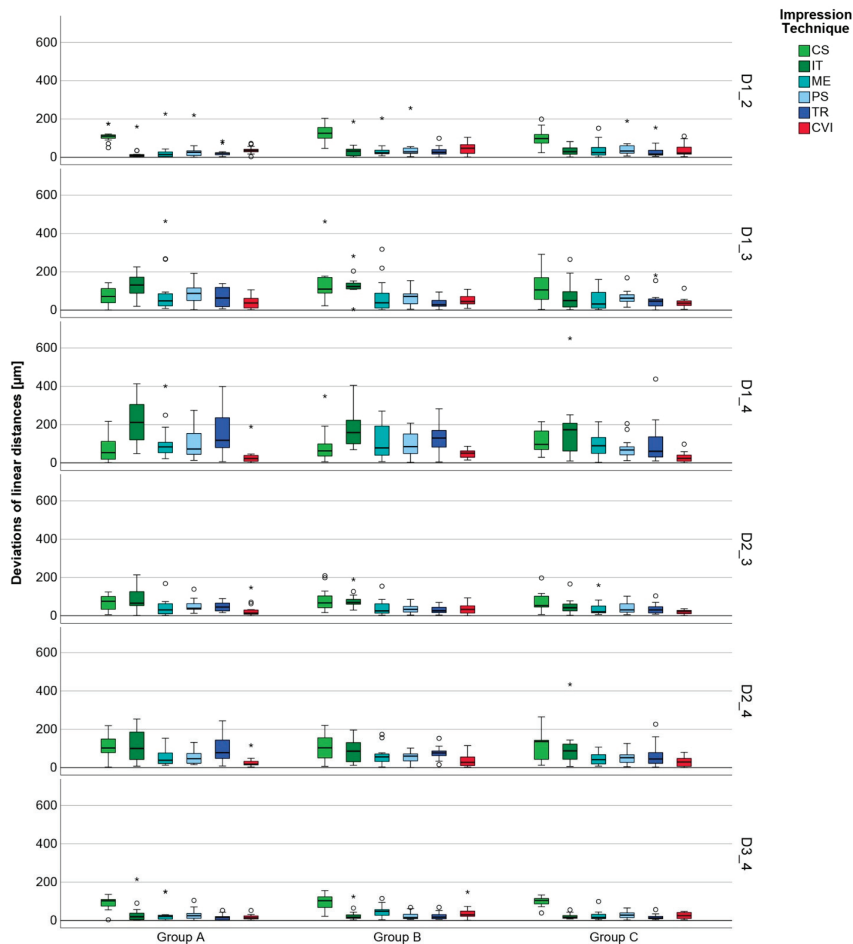 Impression
Technique
CS
IT
ME
PS
TR
CVI
Deviations of linear distances [µm]
600
400
200
0
D1_2
600
400
200
0
D1_3
600
400
200
0
D1_4
600
400
200
0
D2_3
600
400
200
0
D2_4
600
400
200
0
D3_4
Group A
Group B
Group C